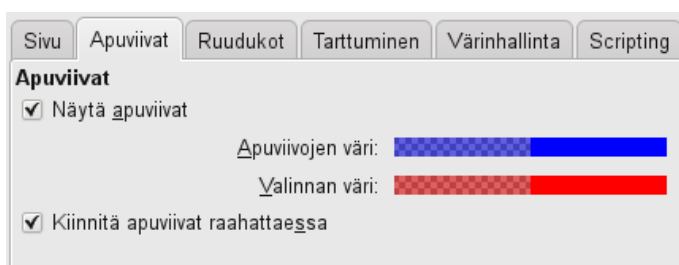 Sivu Apuviivat Ruudukot Tarttuminen Värinhallinta Scripting
Apuviivat
Näytä apuviivat
Apuviivojen väri:
Valinnan väri:
Kiinnitä apuviivat raahattaessa